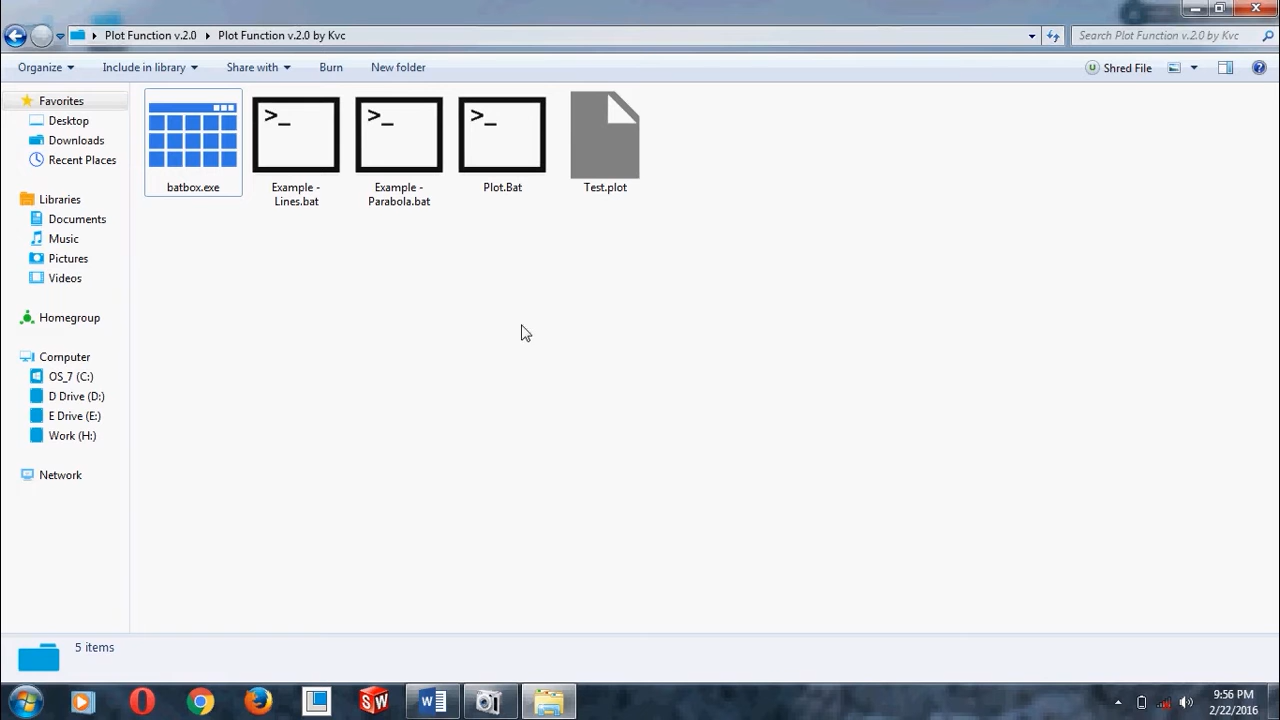 Plot Function v.2.0 Plot Function v.2.0 by Kvc
Search Plot Function v.2.0 by Kvc
Organize Include in library Share with Burn New folder
Shred File
Favorites
Desktop
Downloads
Recent Places
Libraries
Documents
Music
Pictures
Videos
Homegroup
Computer
OS_7 (C:)
D Drive (D:)
E Drive (E:)
Work (H:)
Network
>_ >_ >_
batbox.exe
Example -
Lines.bat
Example -
Parabola.bat
Plot.Bat
Test.plot
5 items
SW W
9:56 PM
2/22/2016